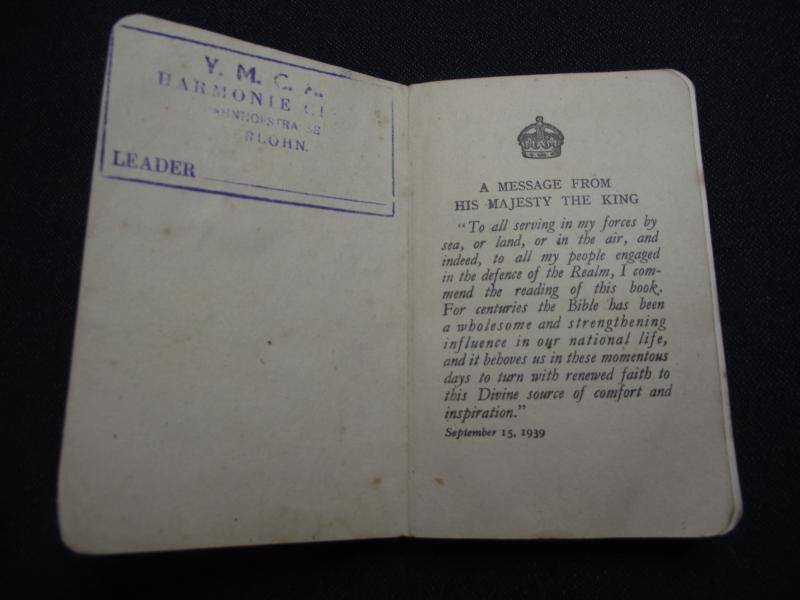 Y. M. C. A.
HARMONIE
LEADER
A MESSAGE FROM
HIS MAJESTY THE KING
"To all serving in my forces by
sea, or land, or in the air, and
indeed, to all my people engaged
in the defence of the Realm, I com-
mend the reading of this book.
For centuries the Bible has been
a wholesome and strengthening
influence in our national life,
and it behoves us in these momentous
days to turn with renewed faith to
this Divine source of comfort and
inspiration."
September 15, 1939